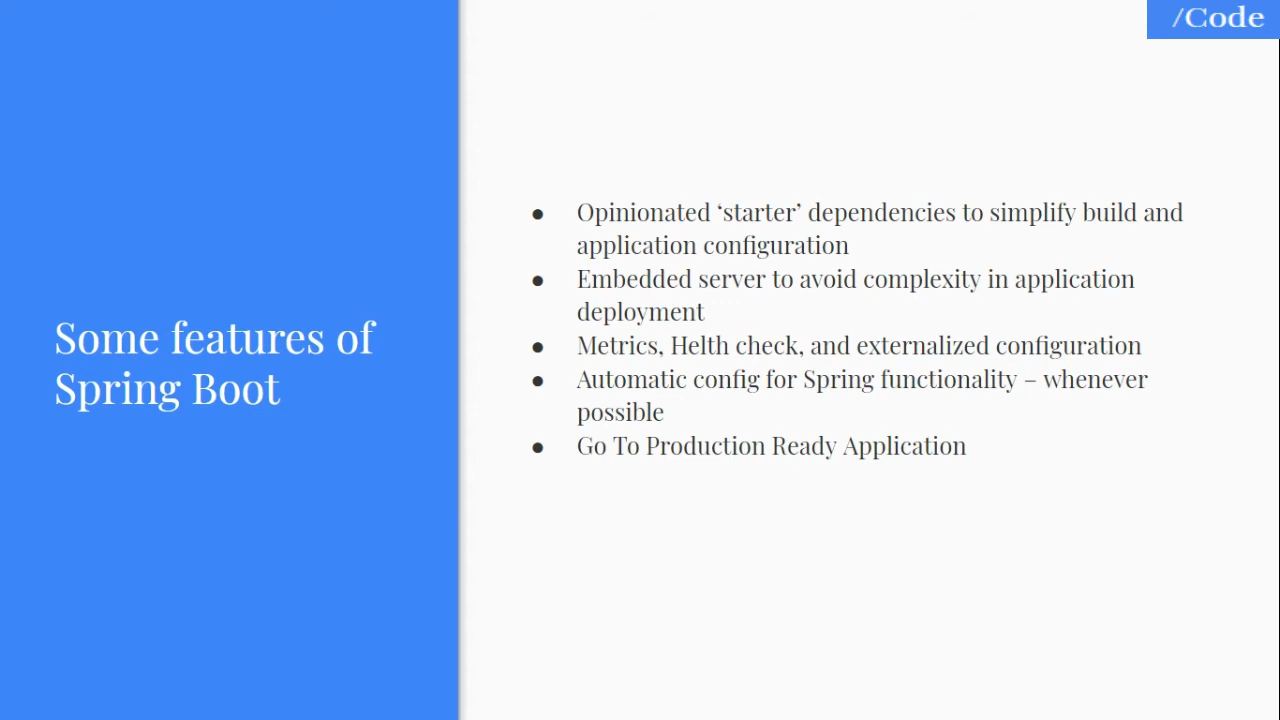 /Code
Some features of
Spring Boot
● Opinionated ‘starter’ dependencies to simplify build and
application configuration
● Embedded server to avoid complexity in application
deployment
● Metrics, Helth check, and externalized configuration
● Automatic config for Spring functionality – whenever
possible
● Go To Production Ready Application